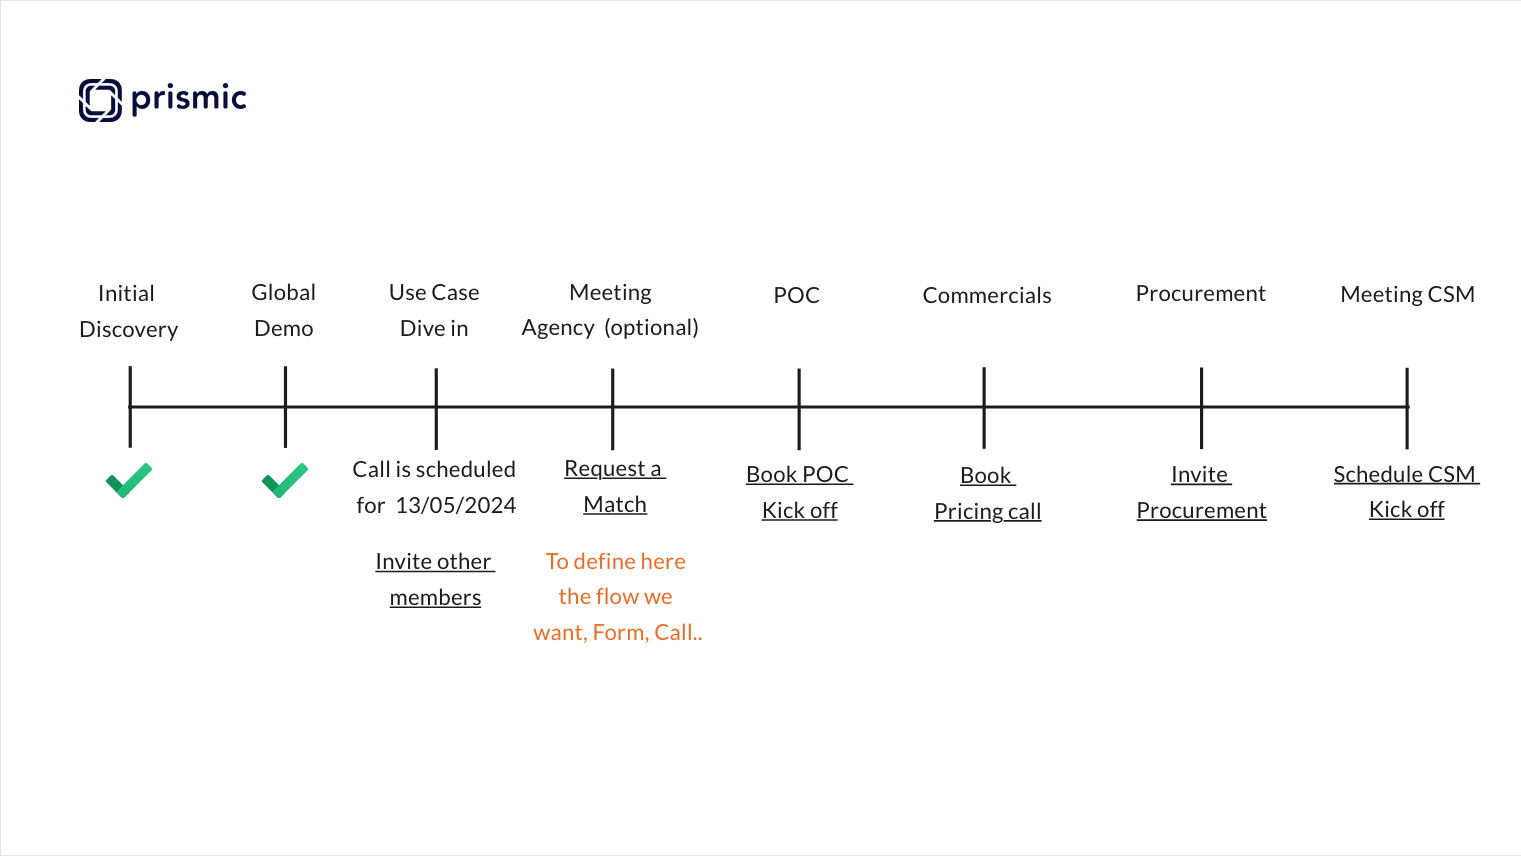 prismic
Initial
Discovery
Global
Demo
Use Case
Dive in
Meeting
Agency (optional)
POC
Commercials
Procurement
Meeting CSM
Call is scheduled
for 13/05/2024
Invite other
members
Request a
Match
To define here
the flow we
want, Form, Call..
Book POC
Kick off
Book
Pricing call
Invite
Procurement
Schedule CSM
Kick off